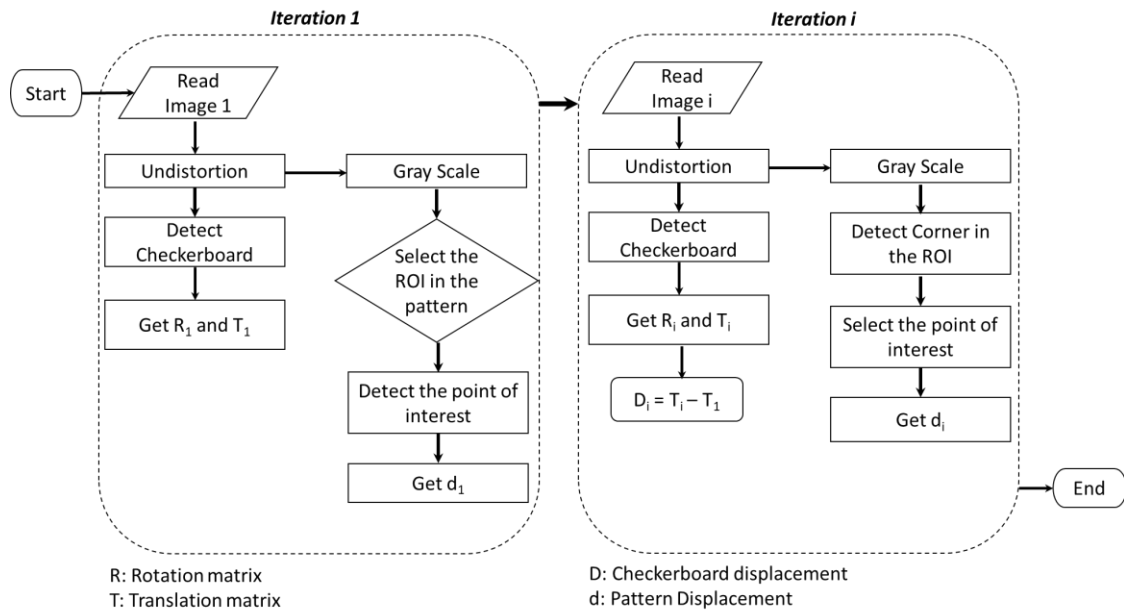 Iteration 1
Start
Read
Image 1
Undistortion
Detect
Checkerboard
Get R₁ and T₁
Gray Scale
Select the
ROI in the
pattern
Detect the point of
interest
Get d₁
R: Rotation matrix
T: Translation matrix
Iteration i
Read
Image i
Undistortion
Detect
Checkerboard
Get Rᵢ and Tᵢ
Dᵢ = Tᵢ – T₁
Gray Scale
Detect Corner in
the ROI
Select the point of
interest
Get dᵢ
End
D: Checkerboard displacement
d: Pattern Displacement